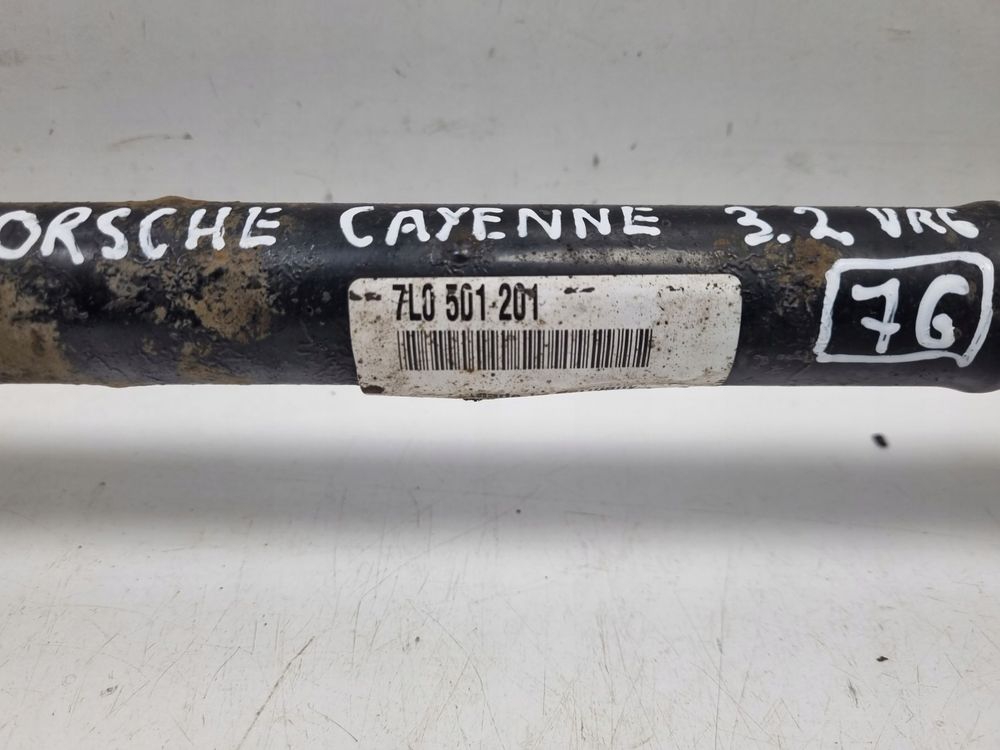 ORSCHE CAYENNE 3.2 VR6
7G
7L0 501 201